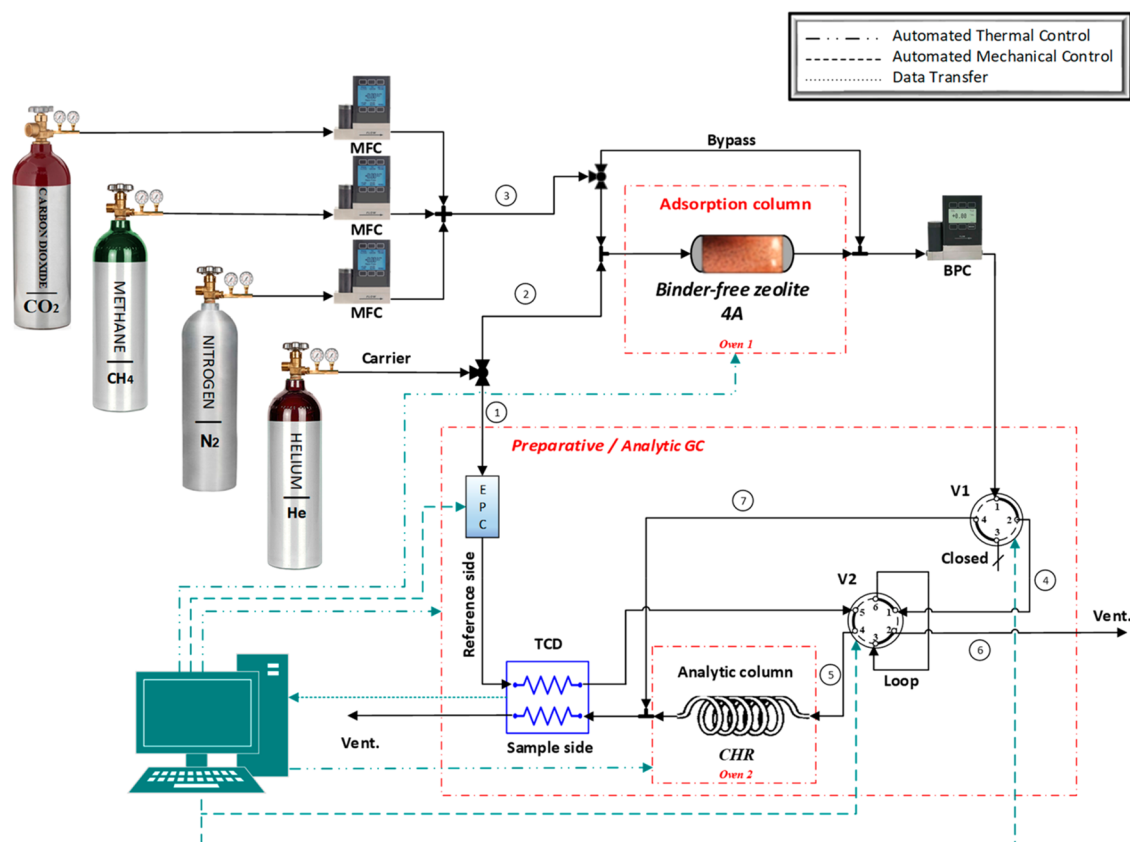 Automated Thermal Control
Automated Mechanical Control
Data Transfer
MFC
MFC
MFC
CARBON DIOXIDE
CO2
METHANE
CH4
NITROGEN
N2
HELIUM
He
Carrier
Bypass
3
2
1
Adsorption column
Binder-free zeolite
4A
Oven 1
BPC
Preparative / Analytic GC
E
P
C
Reference side
7
V1
1
4
2
3
Closed
4
V2
6
5
1
4
2
3
Loop
6
Vent.
5
TCD
Sample side
Vent.
Analytic column
CHR
Oven 2